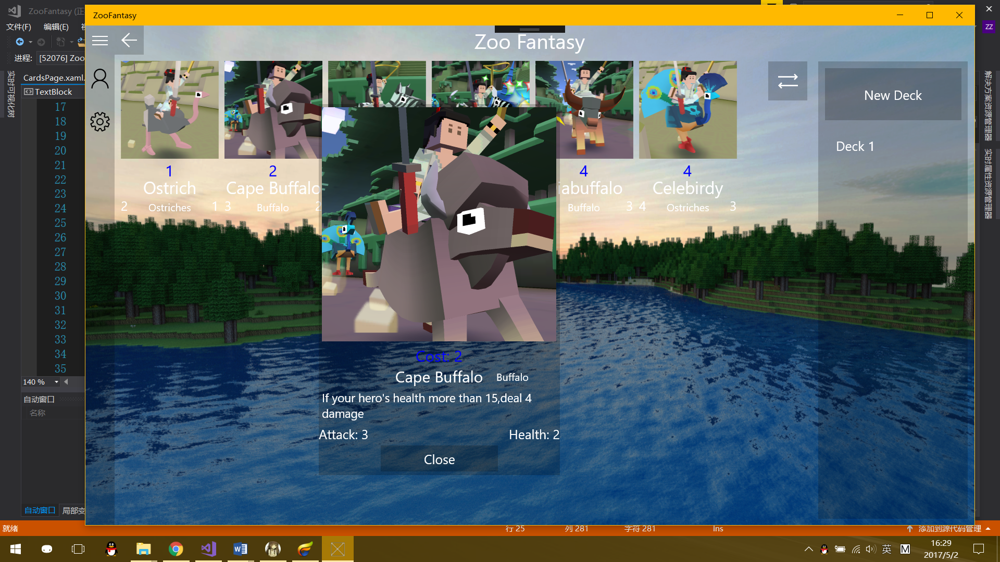 ZooFantasy (正
文件(F)
编辑(E)
进程:
[52076] Zoo
实时可视化树
CardsPage.xaml.
TextBlock
17
18
19
20
21
22
23
24
25
26
27
28
29
30
31
32
33
34
35
140 %
自动窗口
名称
自动窗口
局部变
就绪
ZooFantasy
Zoo Fantasy
1
Ostrich
2
Ostriches
1
2
Cape Buffalo
3
Buffalo
2
4
iabuffalo
Buffalo
3
4
Celebirdy
4
Ostriches
3
New Deck
Deck 1
Cost: 2
Cape Buffalo
Buffalo
If your hero's health more than 15,deal 4
damage
Attack: 3
Health: 2
Close
ZZ
解决方案资源管理器
实时属性资源管理器
行 25
列 281
字符 281
Ins
添加到源代码管理
英
M
16:29
2017/5/2